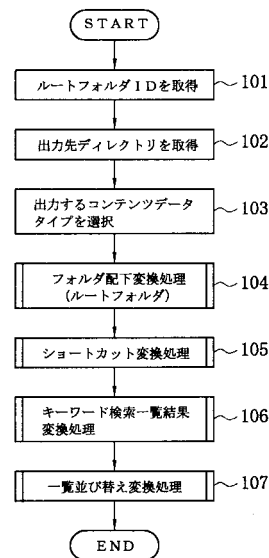 START
ルートフォルダIDを取得
101
出力先ディレクトリを取得
102
出力するコンテンツデータ
タイプを選択
103
フォルダ配下変換処理
(ルートフォルダ)
104
ショートカット変換処理
105
キーワード検索一覧結果
変換処理
106
一覧並び替え変換処理
107
END